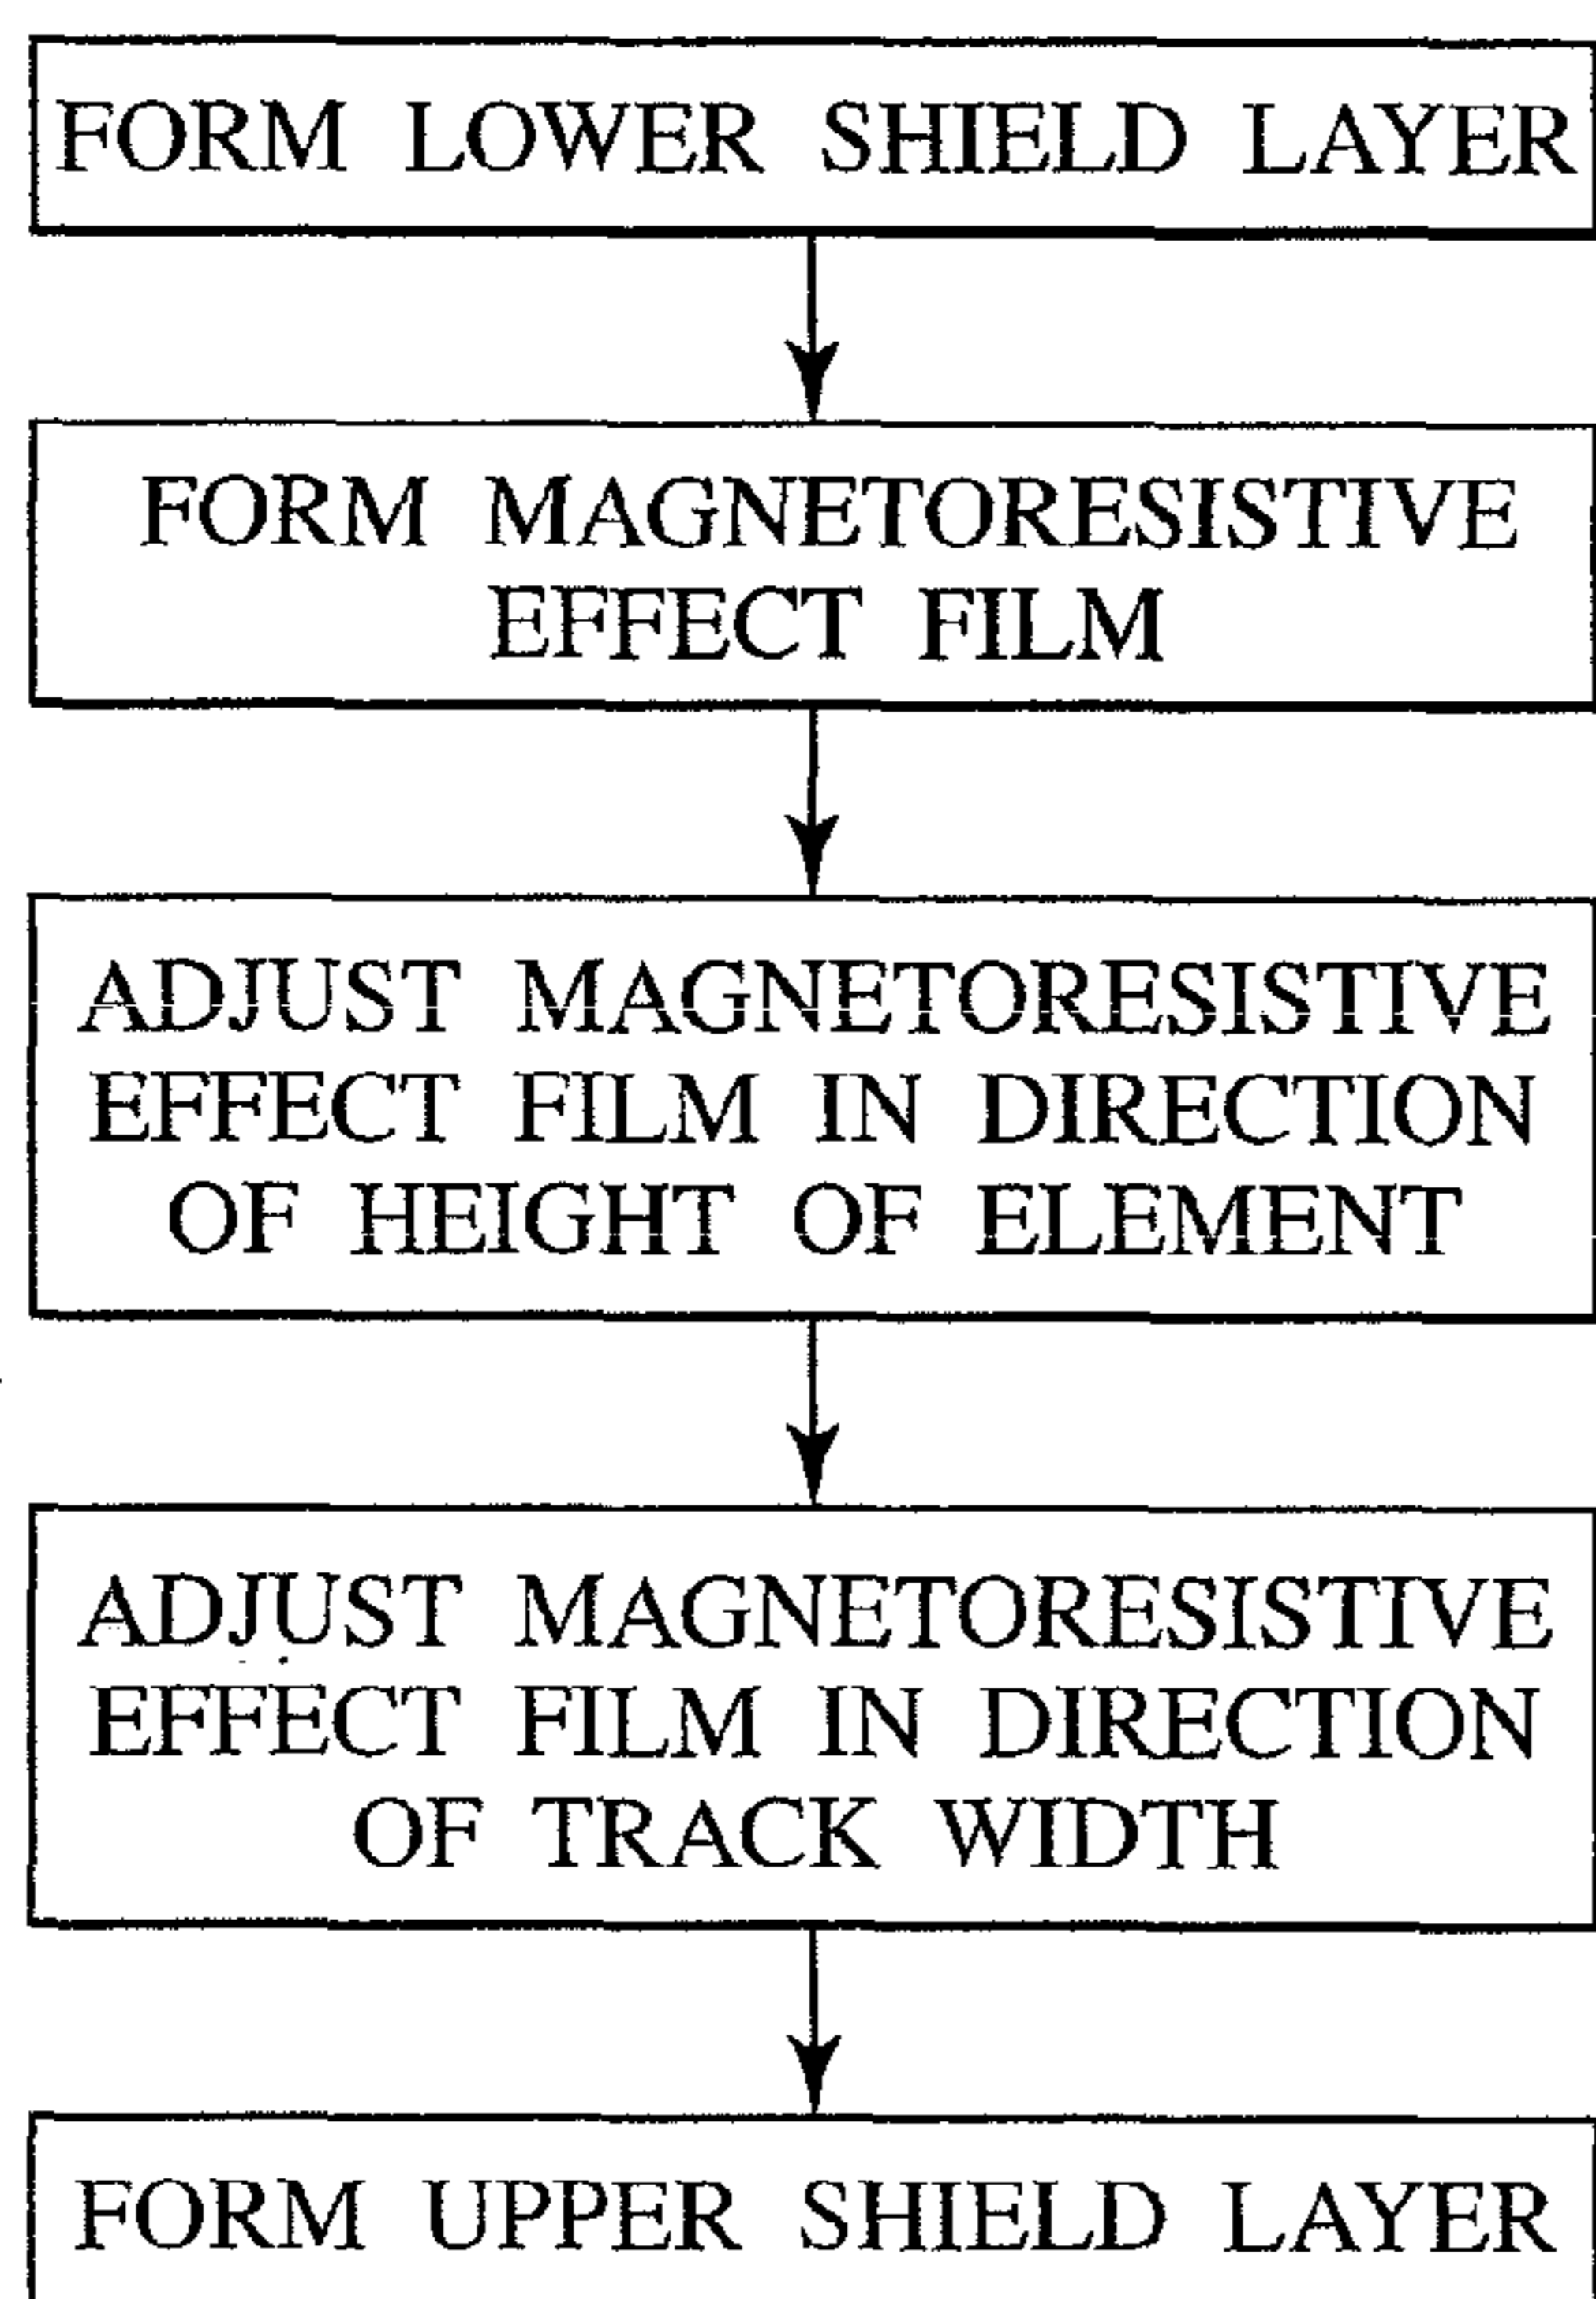 FORM LOWER SHIELD LAYER
FORM MAGNETORESISTIVE
EFFECT FILM
ADJUST MAGNETORESISTIVE
EFFECT FILM IN DIRECTION
OF HEIGHT OF ELEMENT
ADJUST MAGNETORESISTIVE
EFFECT FILM IN DIRECTION
OF TRACK WIDTH
FORM UPPER SHIELD LAYER